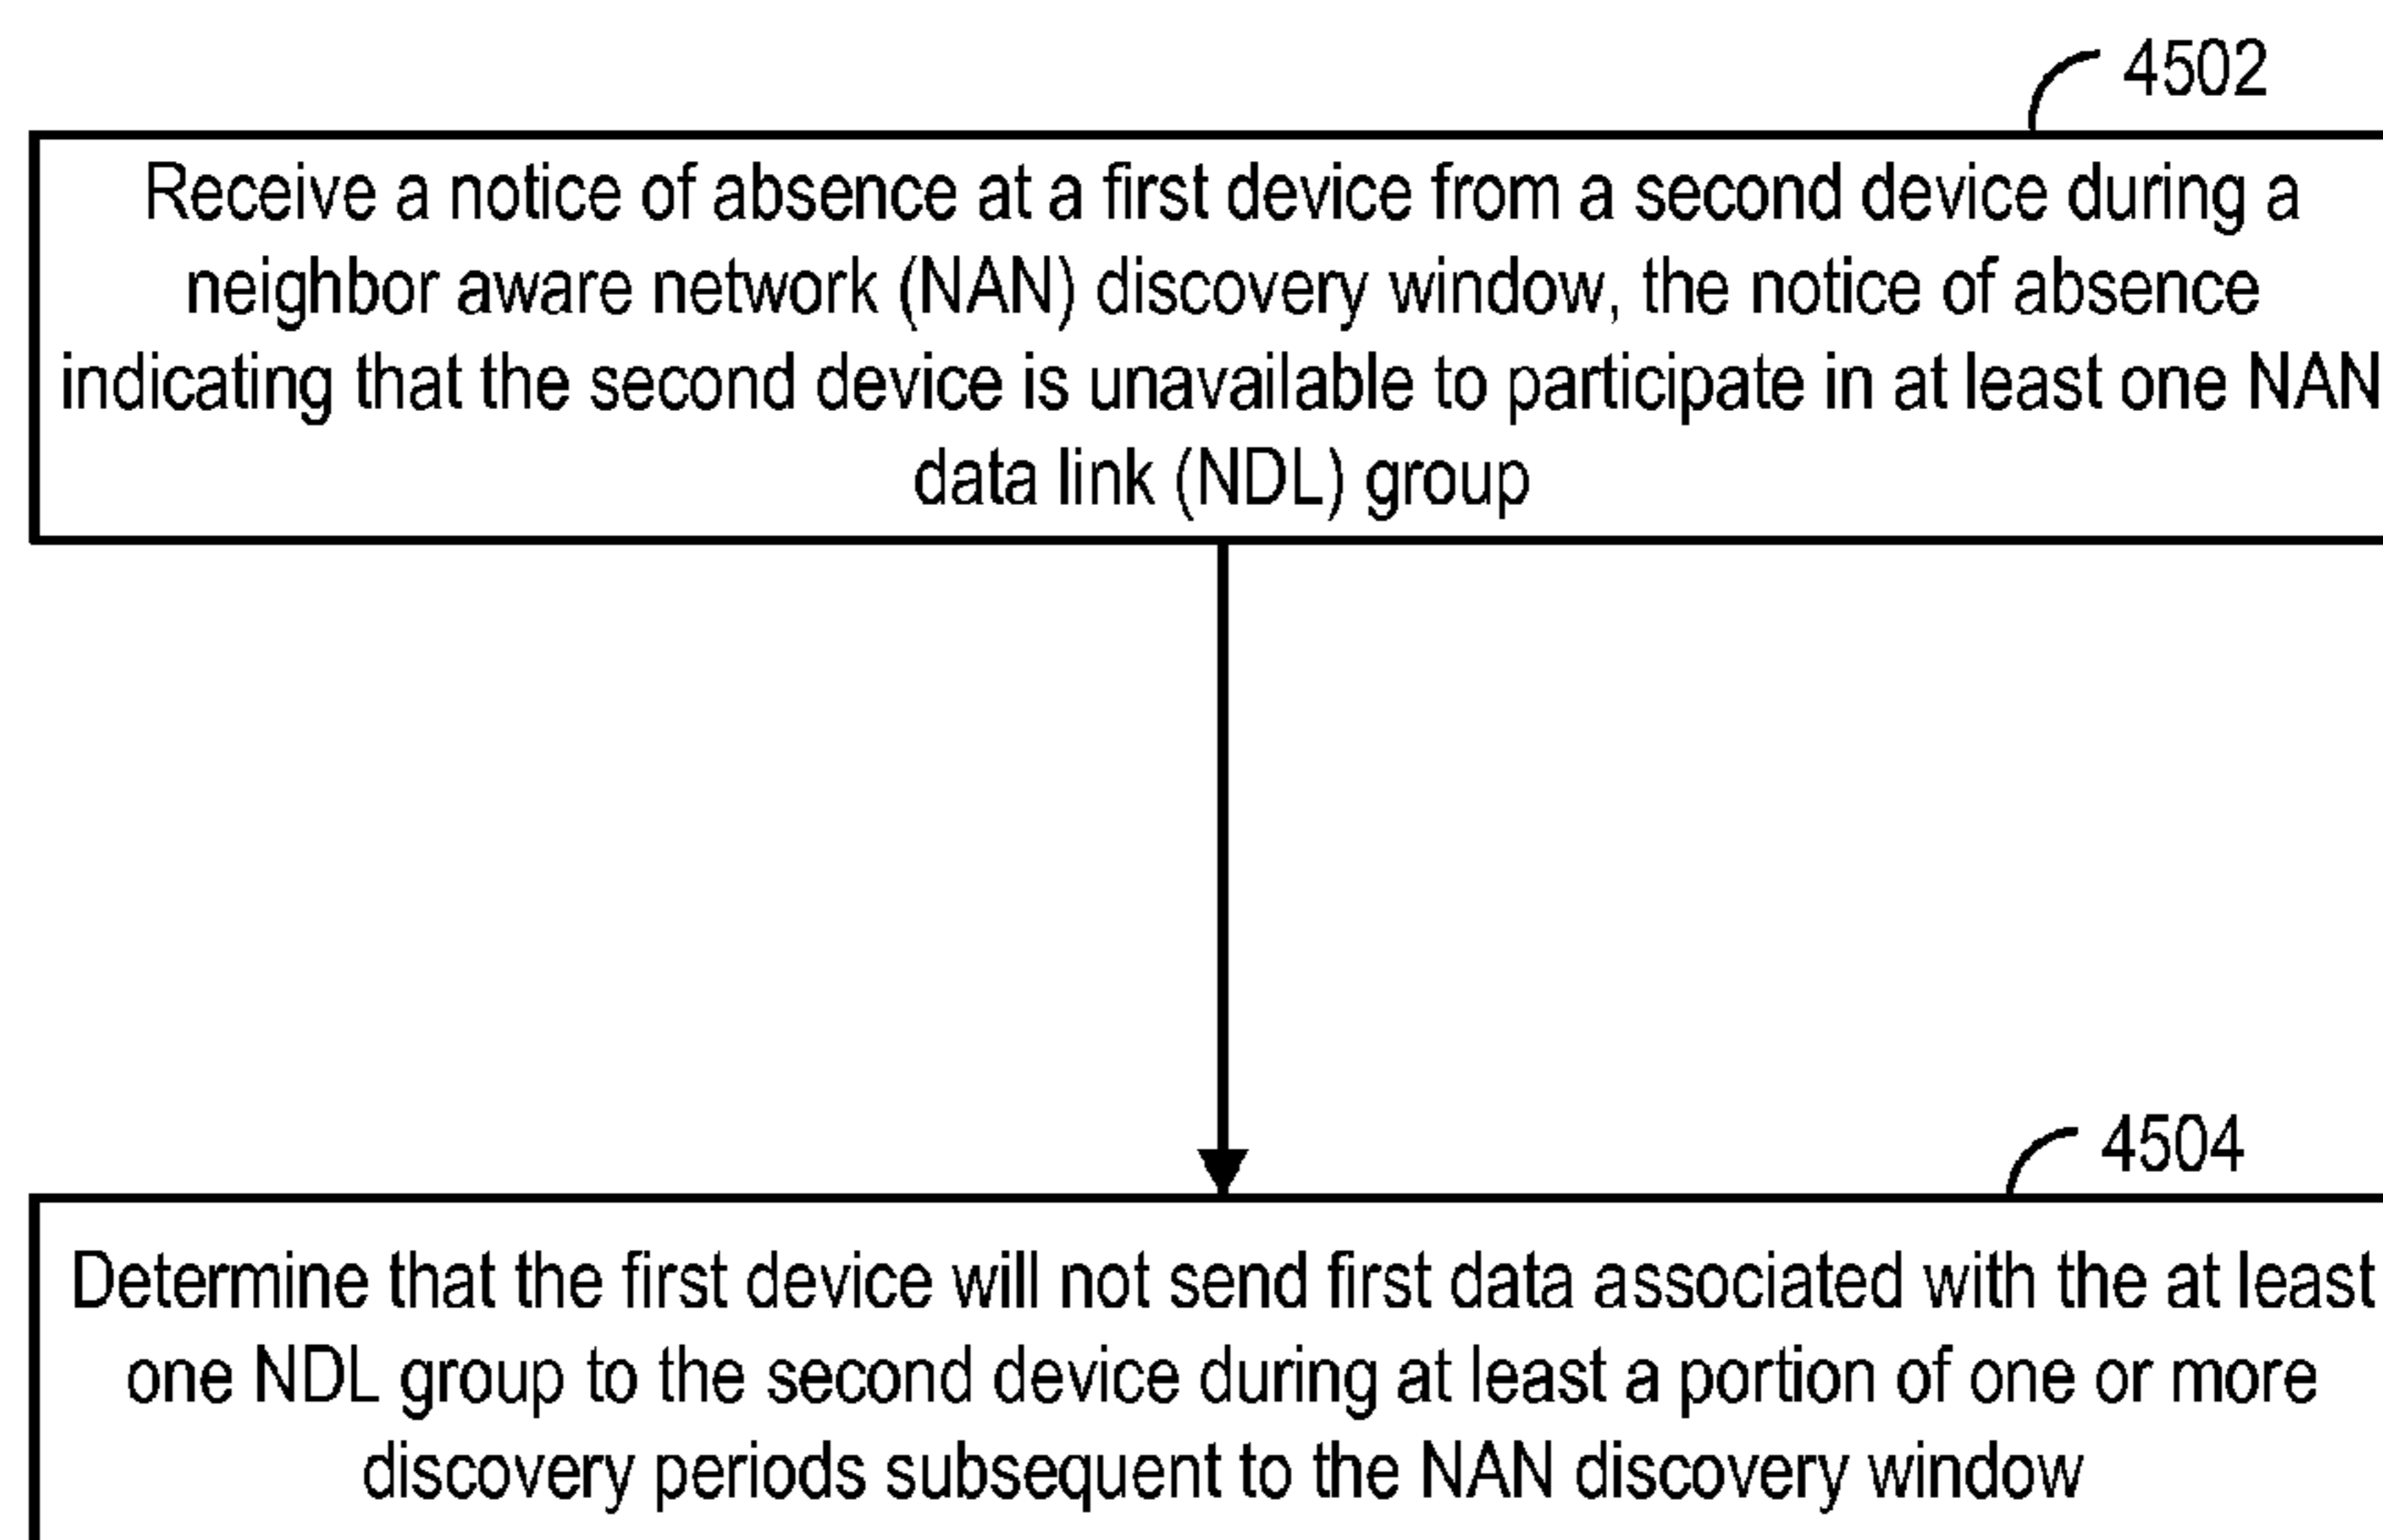 4502
Receive a notice of absence at a first device from a second device during a
neighbor aware network (NAN) discovery window, the notice of absence
indicating that the second device is unavailable to participate in at least one NAN
data link (NDL) group
4504
Determine that the first device will not send first data associated with the at least
one NDL group to the second device during at least a portion of one or more
discovery periods subsequent to the NAN discovery window